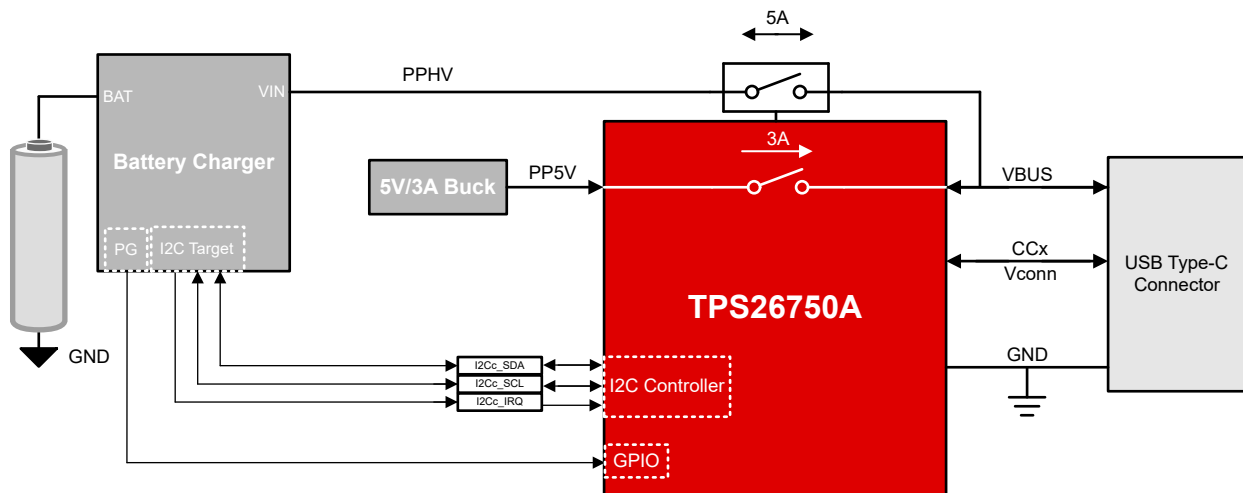 5A
PPHV
BAT
VIN
Battery Charger
3A
5V/3A Buck
PP5V
VBUS
PG
I2C Target
CCx
Vconn
USB Type-C
Connector
TPS26750A
GND
GND
I2Cc_SDA
I2Cc_SCL
I2Cc_IRQ
I2C Controller
GPIO